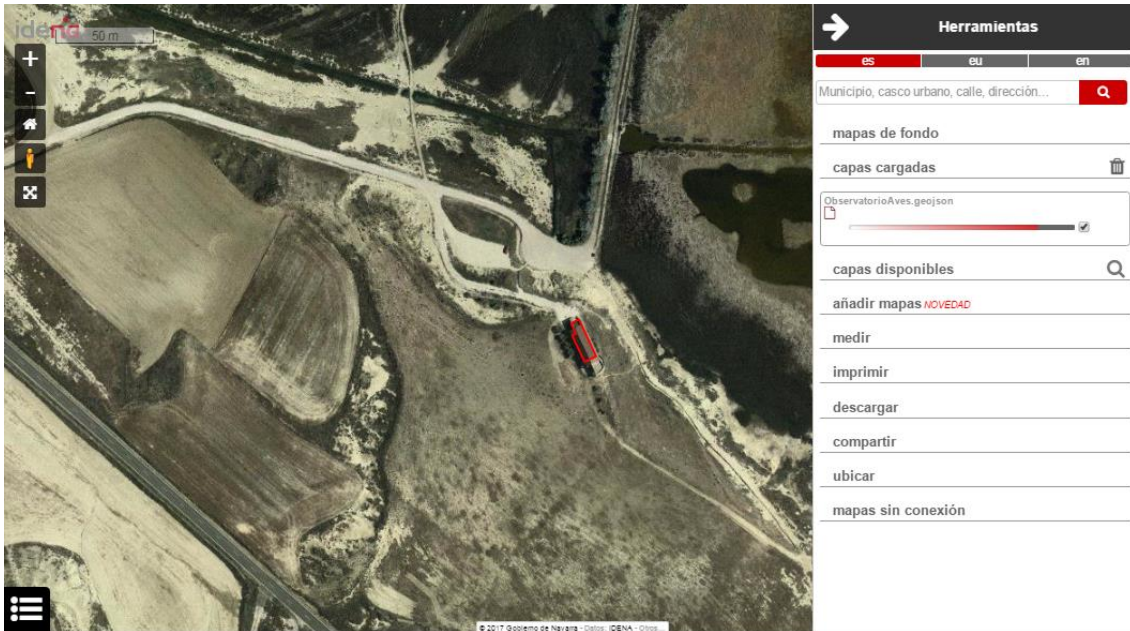 idena
50 m
Herramientas
es eu en
Municipio, casco urbano, calle, dirección...
mapas de fondo
capas cargadas
ObservatorioAves.geojson
capas disponibles
añadir mapas NOVEDAD
medir
imprimir
descargar
compartir
ubicar
mapas sin conexión
© 2017 Gobierno de Navarra - Datos: IDENA - Otros...